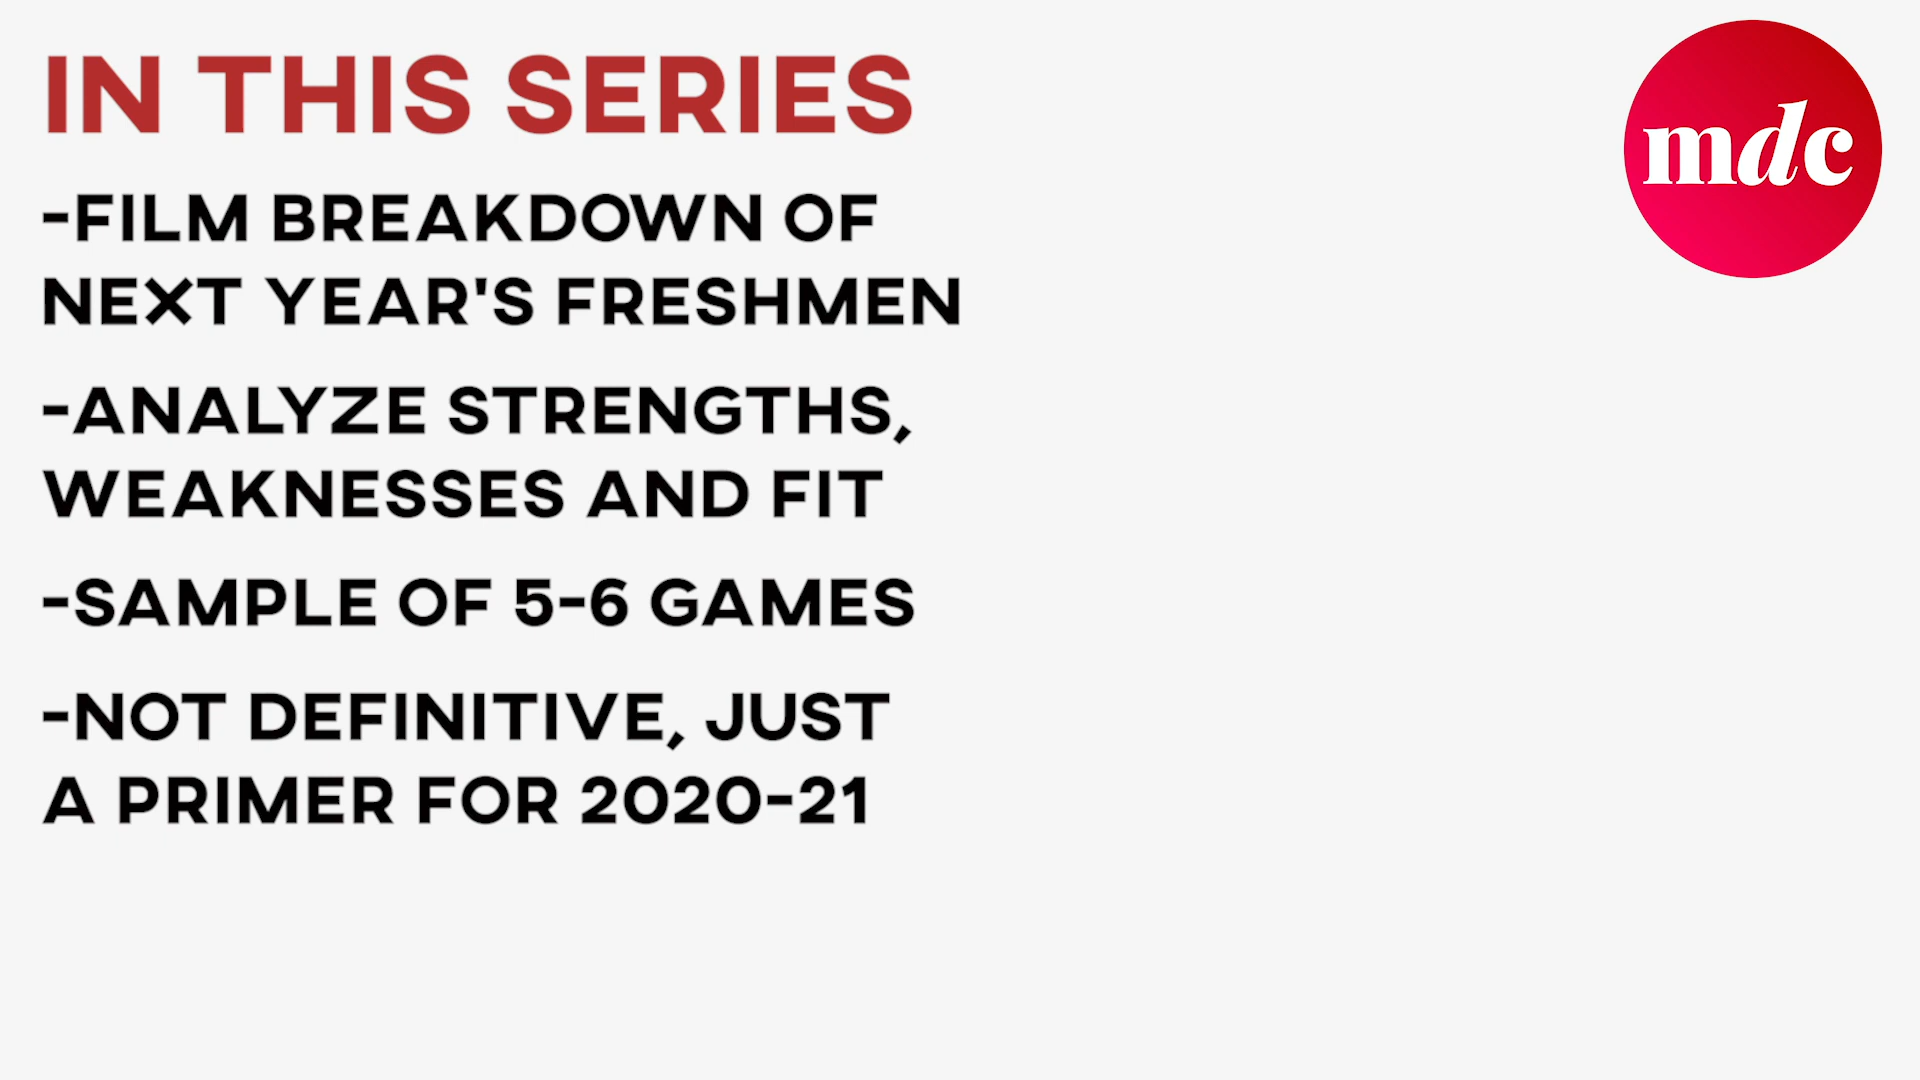 IN THIS SERIES
mdc
-FILM BREAKDOWN OF
NEXT YEAR'S FRESHMEN
-ANALYZE STRENGTHS,
WEAKNESSES AND FIT
-SAMPLE OF 5-6 GAMES
-NOT DEFINITIVE, JUST
A PRIMER FOR 2020-21